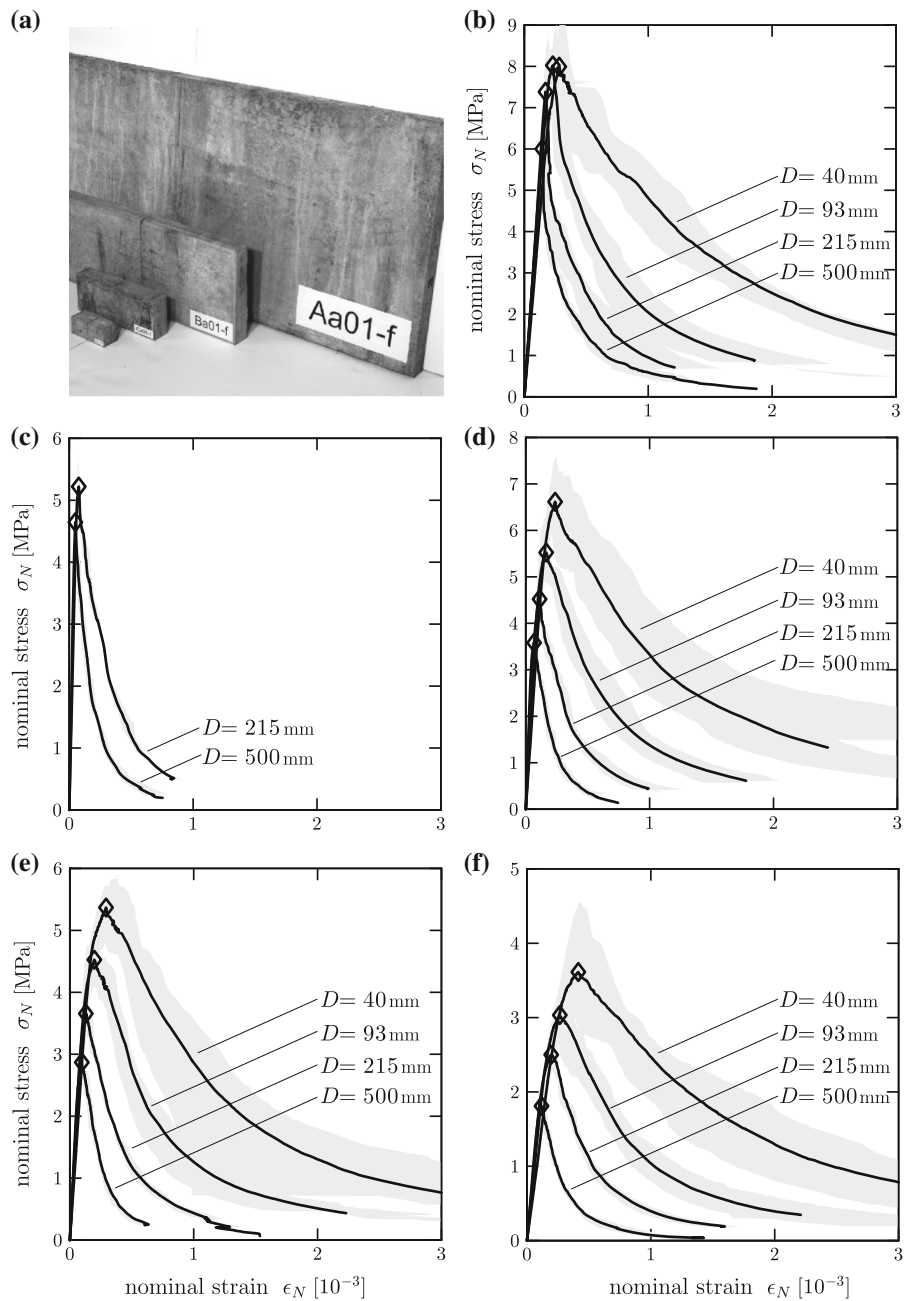 (a)
Aa01-f
Ba01-f
(b)
nominal stress σ_N [MPa]
9
8
7
6
5
4
3
2
1
0
0 1 2 3
D= 40 mm
D= 93 mm
D= 215 mm
D= 500 mm
(c)
nominal stress σ_N [MPa]
6
5
4
3
2
1
0
0 1 2 3
D= 215 mm
D= 500 mm
(d)
8
7
6
5
4
3
2
1
0
0 1 2 3
D= 40 mm
D= 93 mm
D= 215 mm
D= 500 mm
(e)
nominal stress σ_N [MPa]
6
5
4
3
2
1
0
0 1 2 3
nominal strain ϵ_N [10⁻³]
D= 40 mm
D= 93 mm
D= 215 mm
D= 500 mm
(f)
5
4
3
2
1
0
0 1 2 3
nominal strain ϵ_N [10⁻³]
D= 40 mm
D= 93 mm
D= 215 mm
D= 500 mm